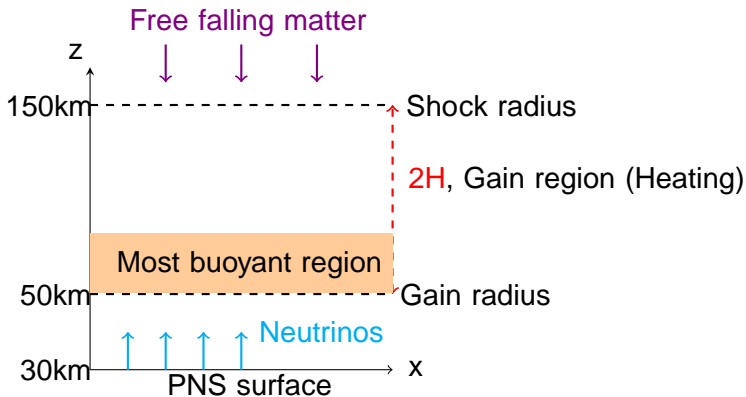 Free falling matter
z
150km
Shock radius
2H, Gain region (Heating)
Most buoyant region
50km
Gain radius
Neutrinos
30km
x
PNS surface